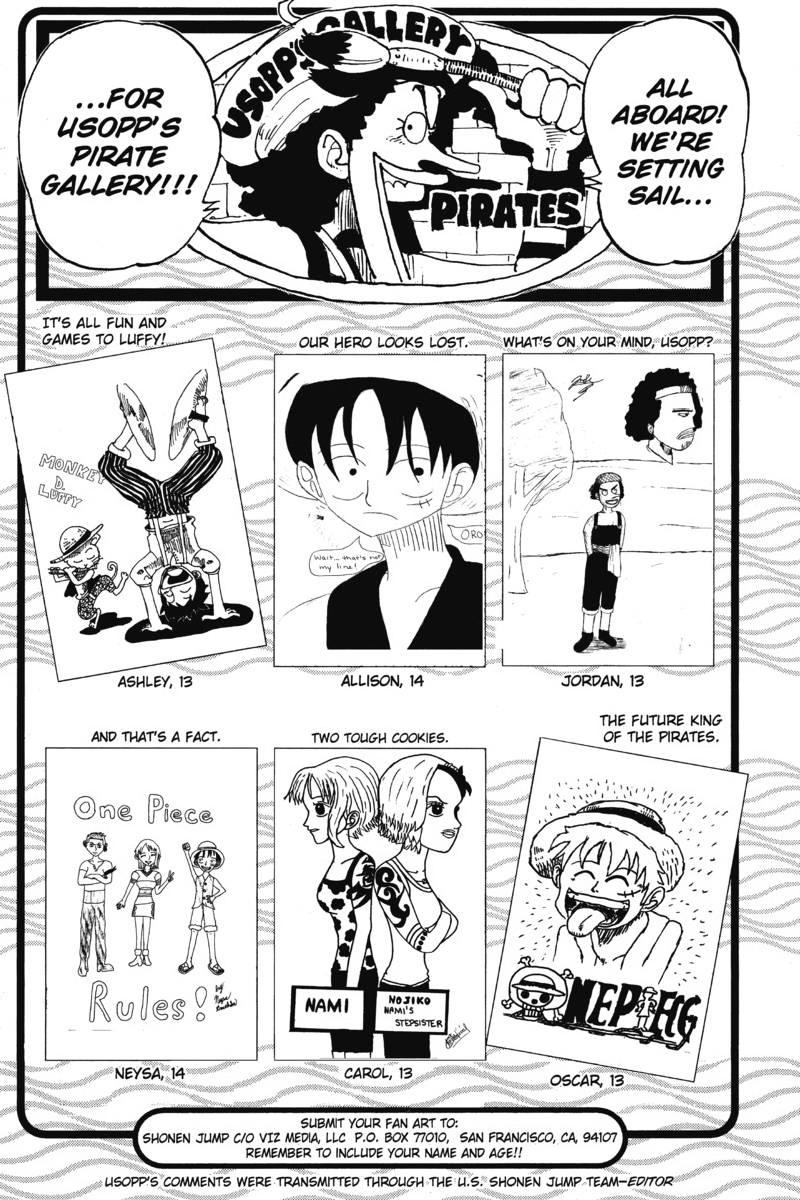 ALL
ABOARD!
WE'RE
SETTING
SAIL...
...FOR
USOPP'S
PIRATE
GALLERY!!!
USOPP'S GALLERY
PIRATES
IT'S ALL FUN AND
GAMES TO LUFFY!
MONKEY
D.
LUFFY
ASHLEY, 13
OUR HERO LOOKS LOST.
ORO
Wait... that's not
my line!
ALLISON, 14
WHAT'S ON YOUR MIND, USOPP?
JORDAN, 13
AND THAT'S A FACT.
One Piece
Rules!
by
Neysa
NEYSA, 14
TWO TOUGH COOKIES.
NAMI
NOJIKO
NAMI'S
STEPSISTER
CAROL, 13
THE FUTURE KING
OF THE PIRATES.
ONEPIECE
OSCAR, 13
SUBMIT YOUR FAN ART TO:
SHONEN JUMP C/O VIZ MEDIA, LLC P.O. BOX 77010, SAN FRANCISCO, CA, 94107
REMEMBER TO INCLUDE YOUR NAME AND AGE!!
USOPP'S COMMENTS WERE TRANSMITTED THROUGH THE U.S. SHONEN JUMP TEAM–EDITOR